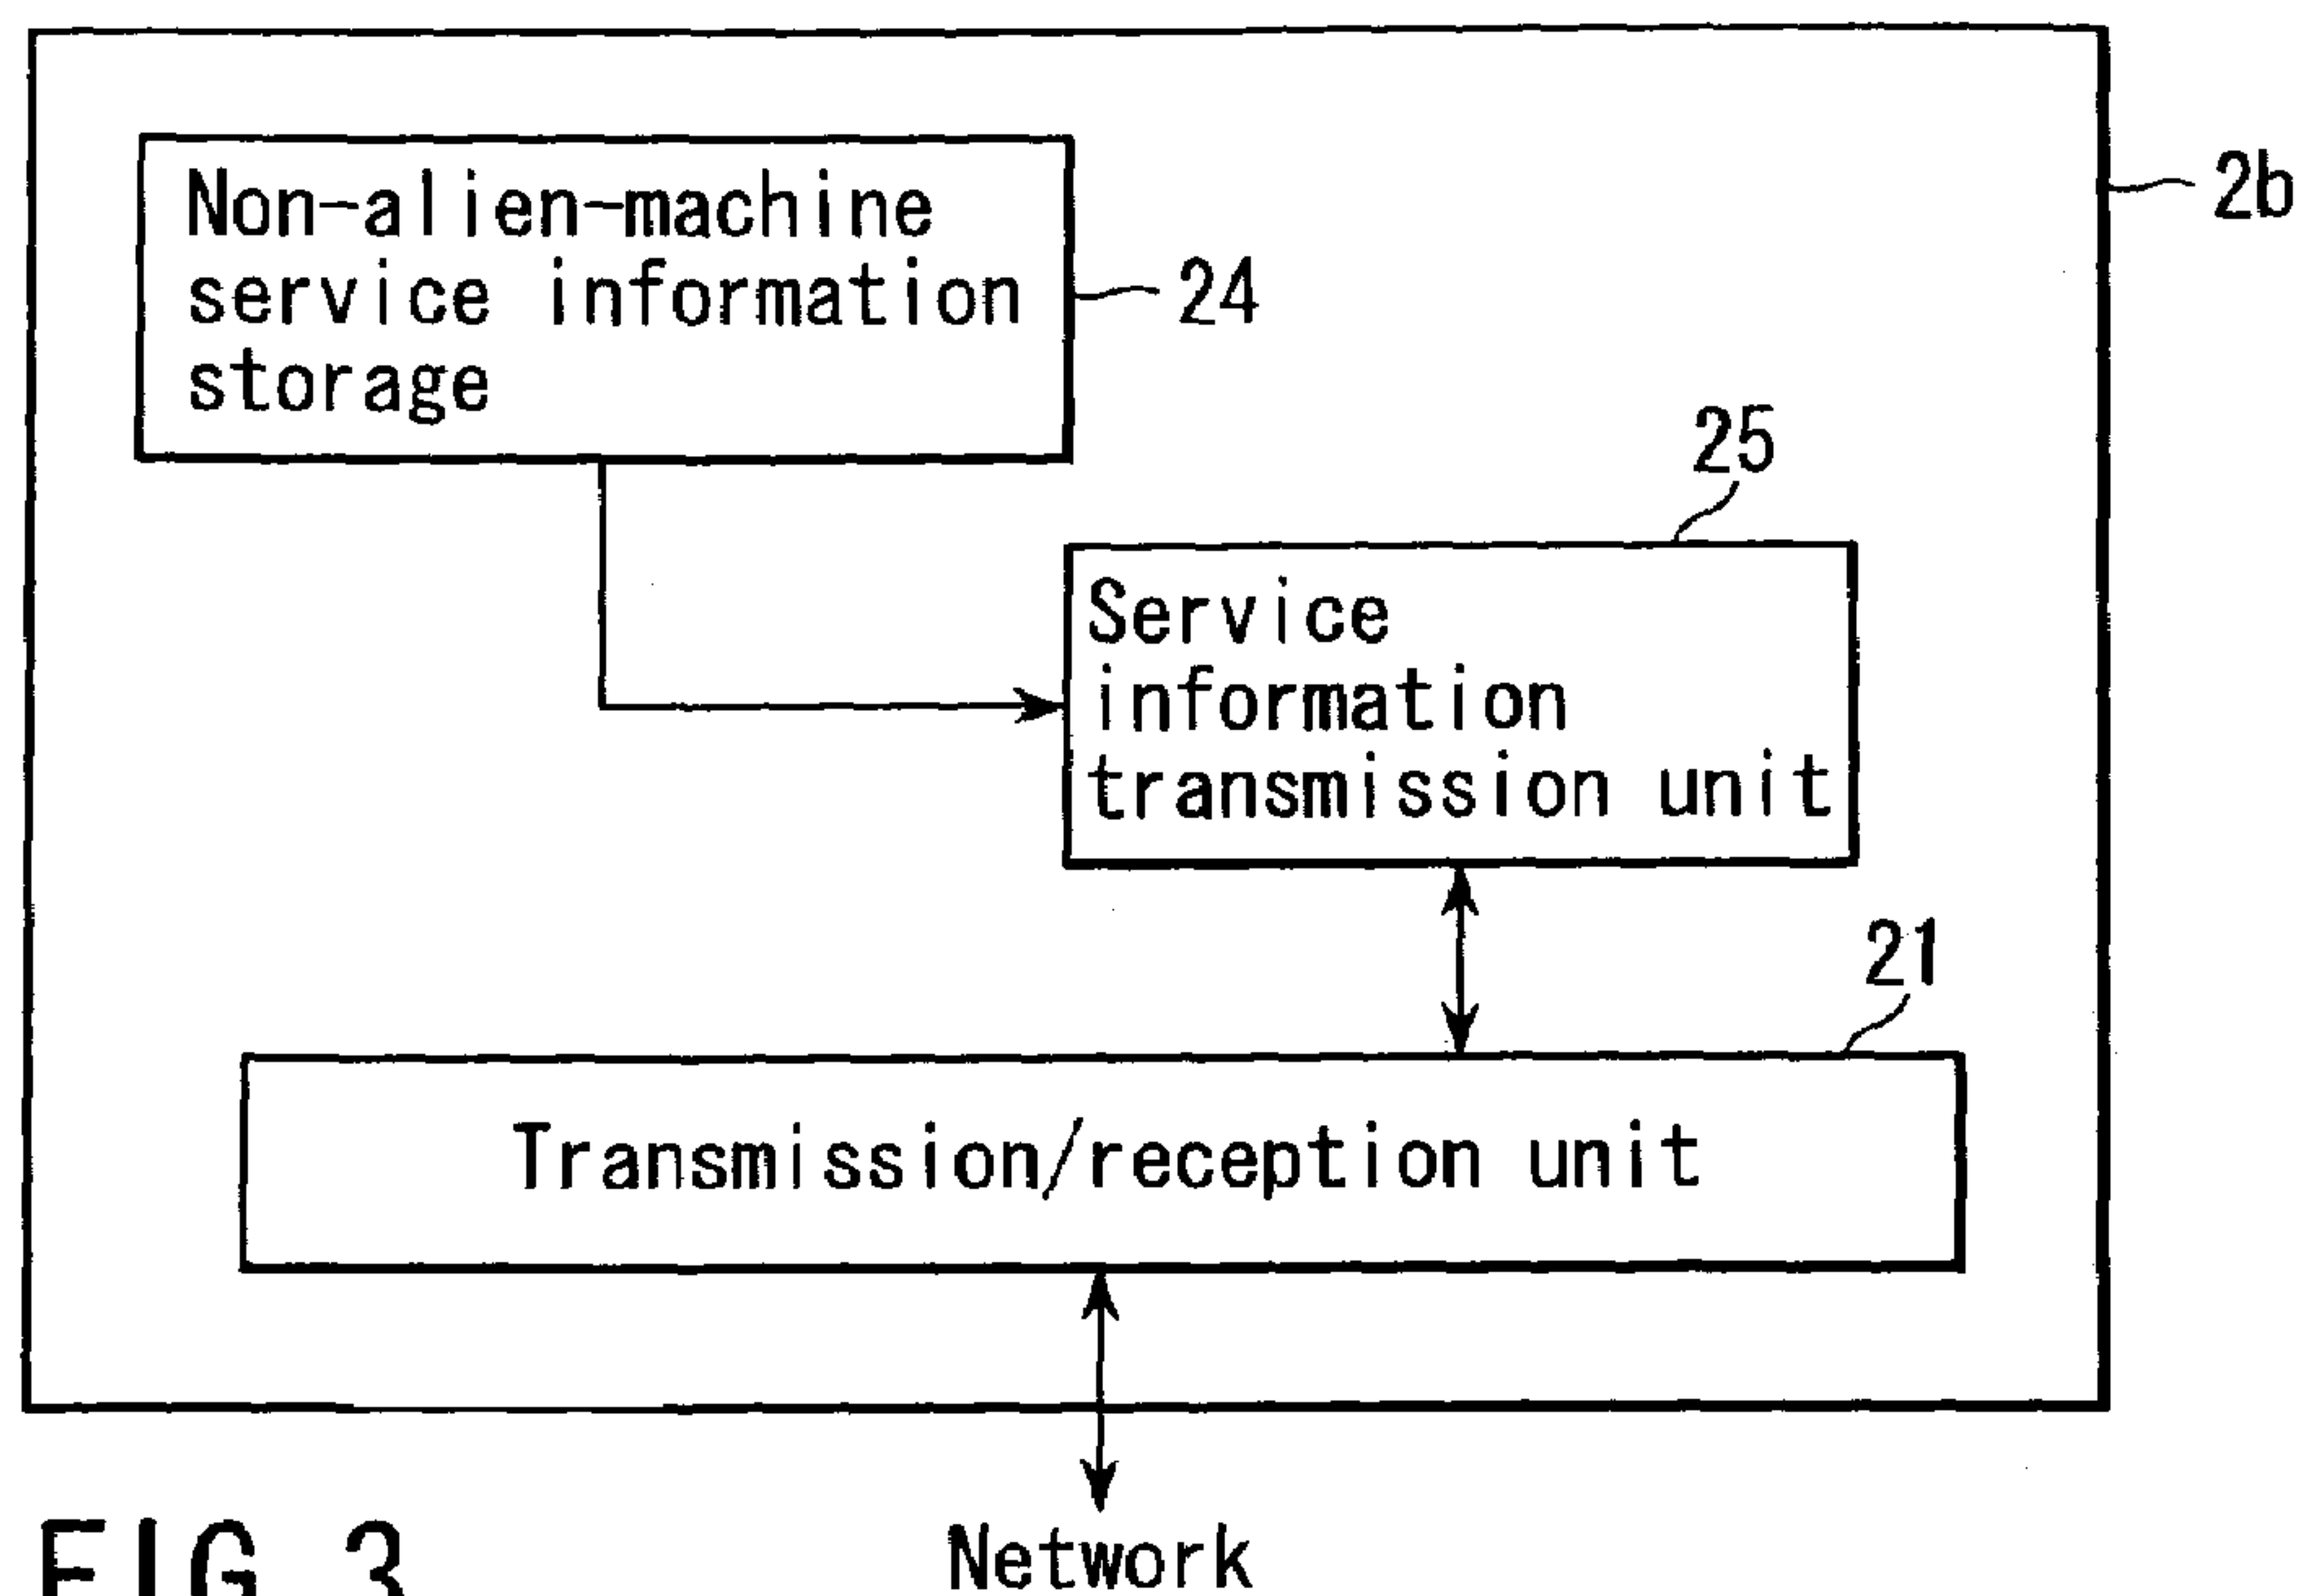 2b
Non-alien-machine
service information
storage
24
25
Service
information
transmission unit
21
Transmission/reception unit
Network
FIG. 3